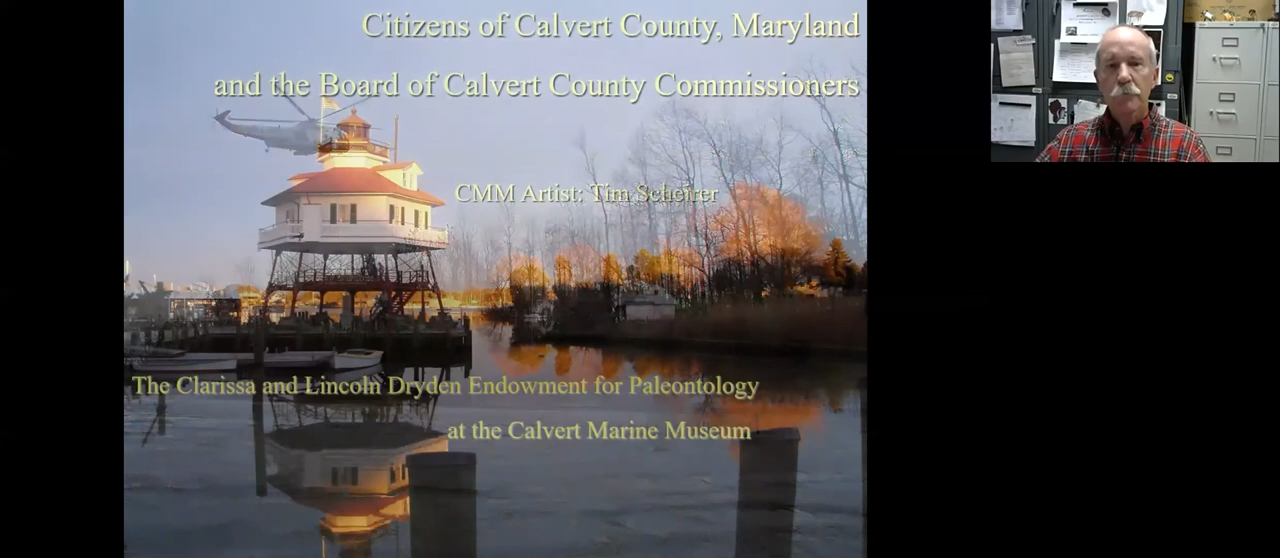 Citizens of Calvert County, Maryland
and the Board of Calvert County Commissioners
CMM Artist: Tim Scheirer
The Clarissa and Lincoln Dryden Endowment for Paleontology
at the Calvert Marine Museum